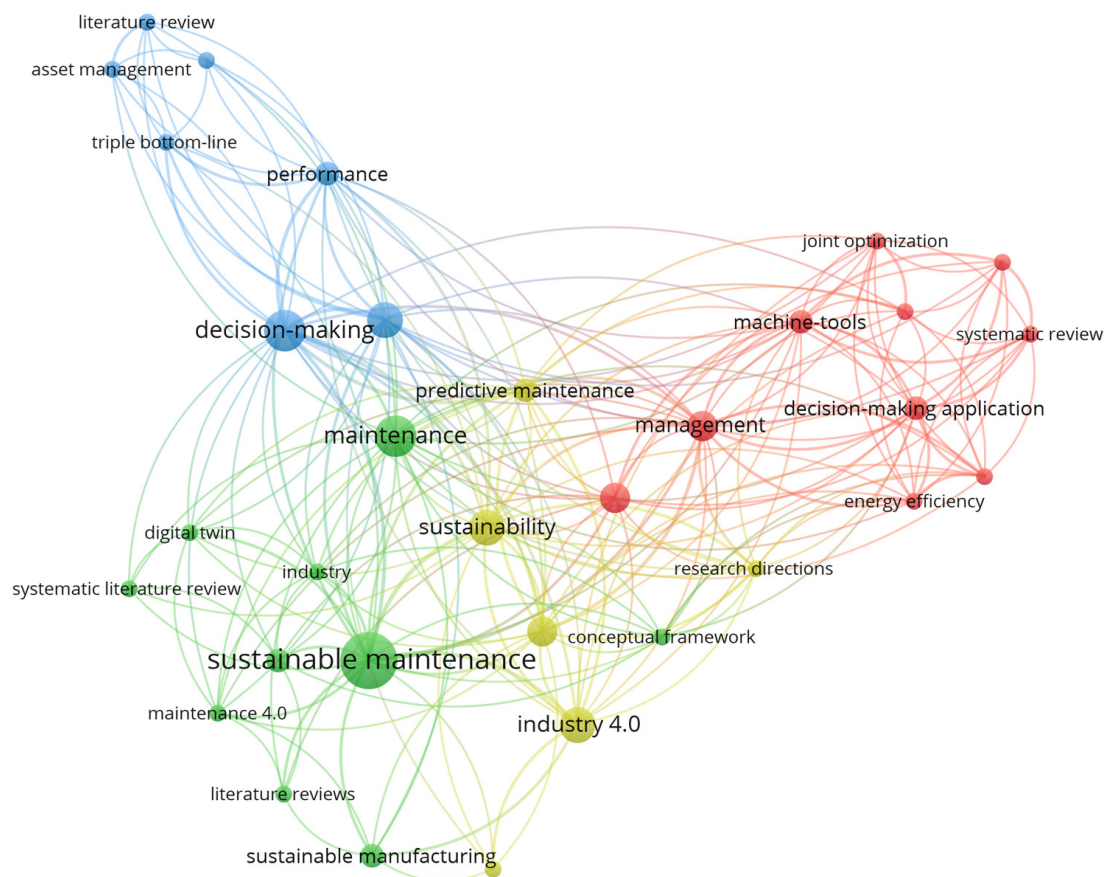 literature review
asset management
triple bottom-line
performance
joint optimization
machine-tools
decision-making
systematic review
predictive maintenance
decision-making application
management
maintenance
energy efficiency
sustainability
digital twin
research directions
industry
systematic literature review
conceptual framework
sustainable maintenance
maintenance 4.0
industry 4.0
literature reviews
sustainable manufacturing